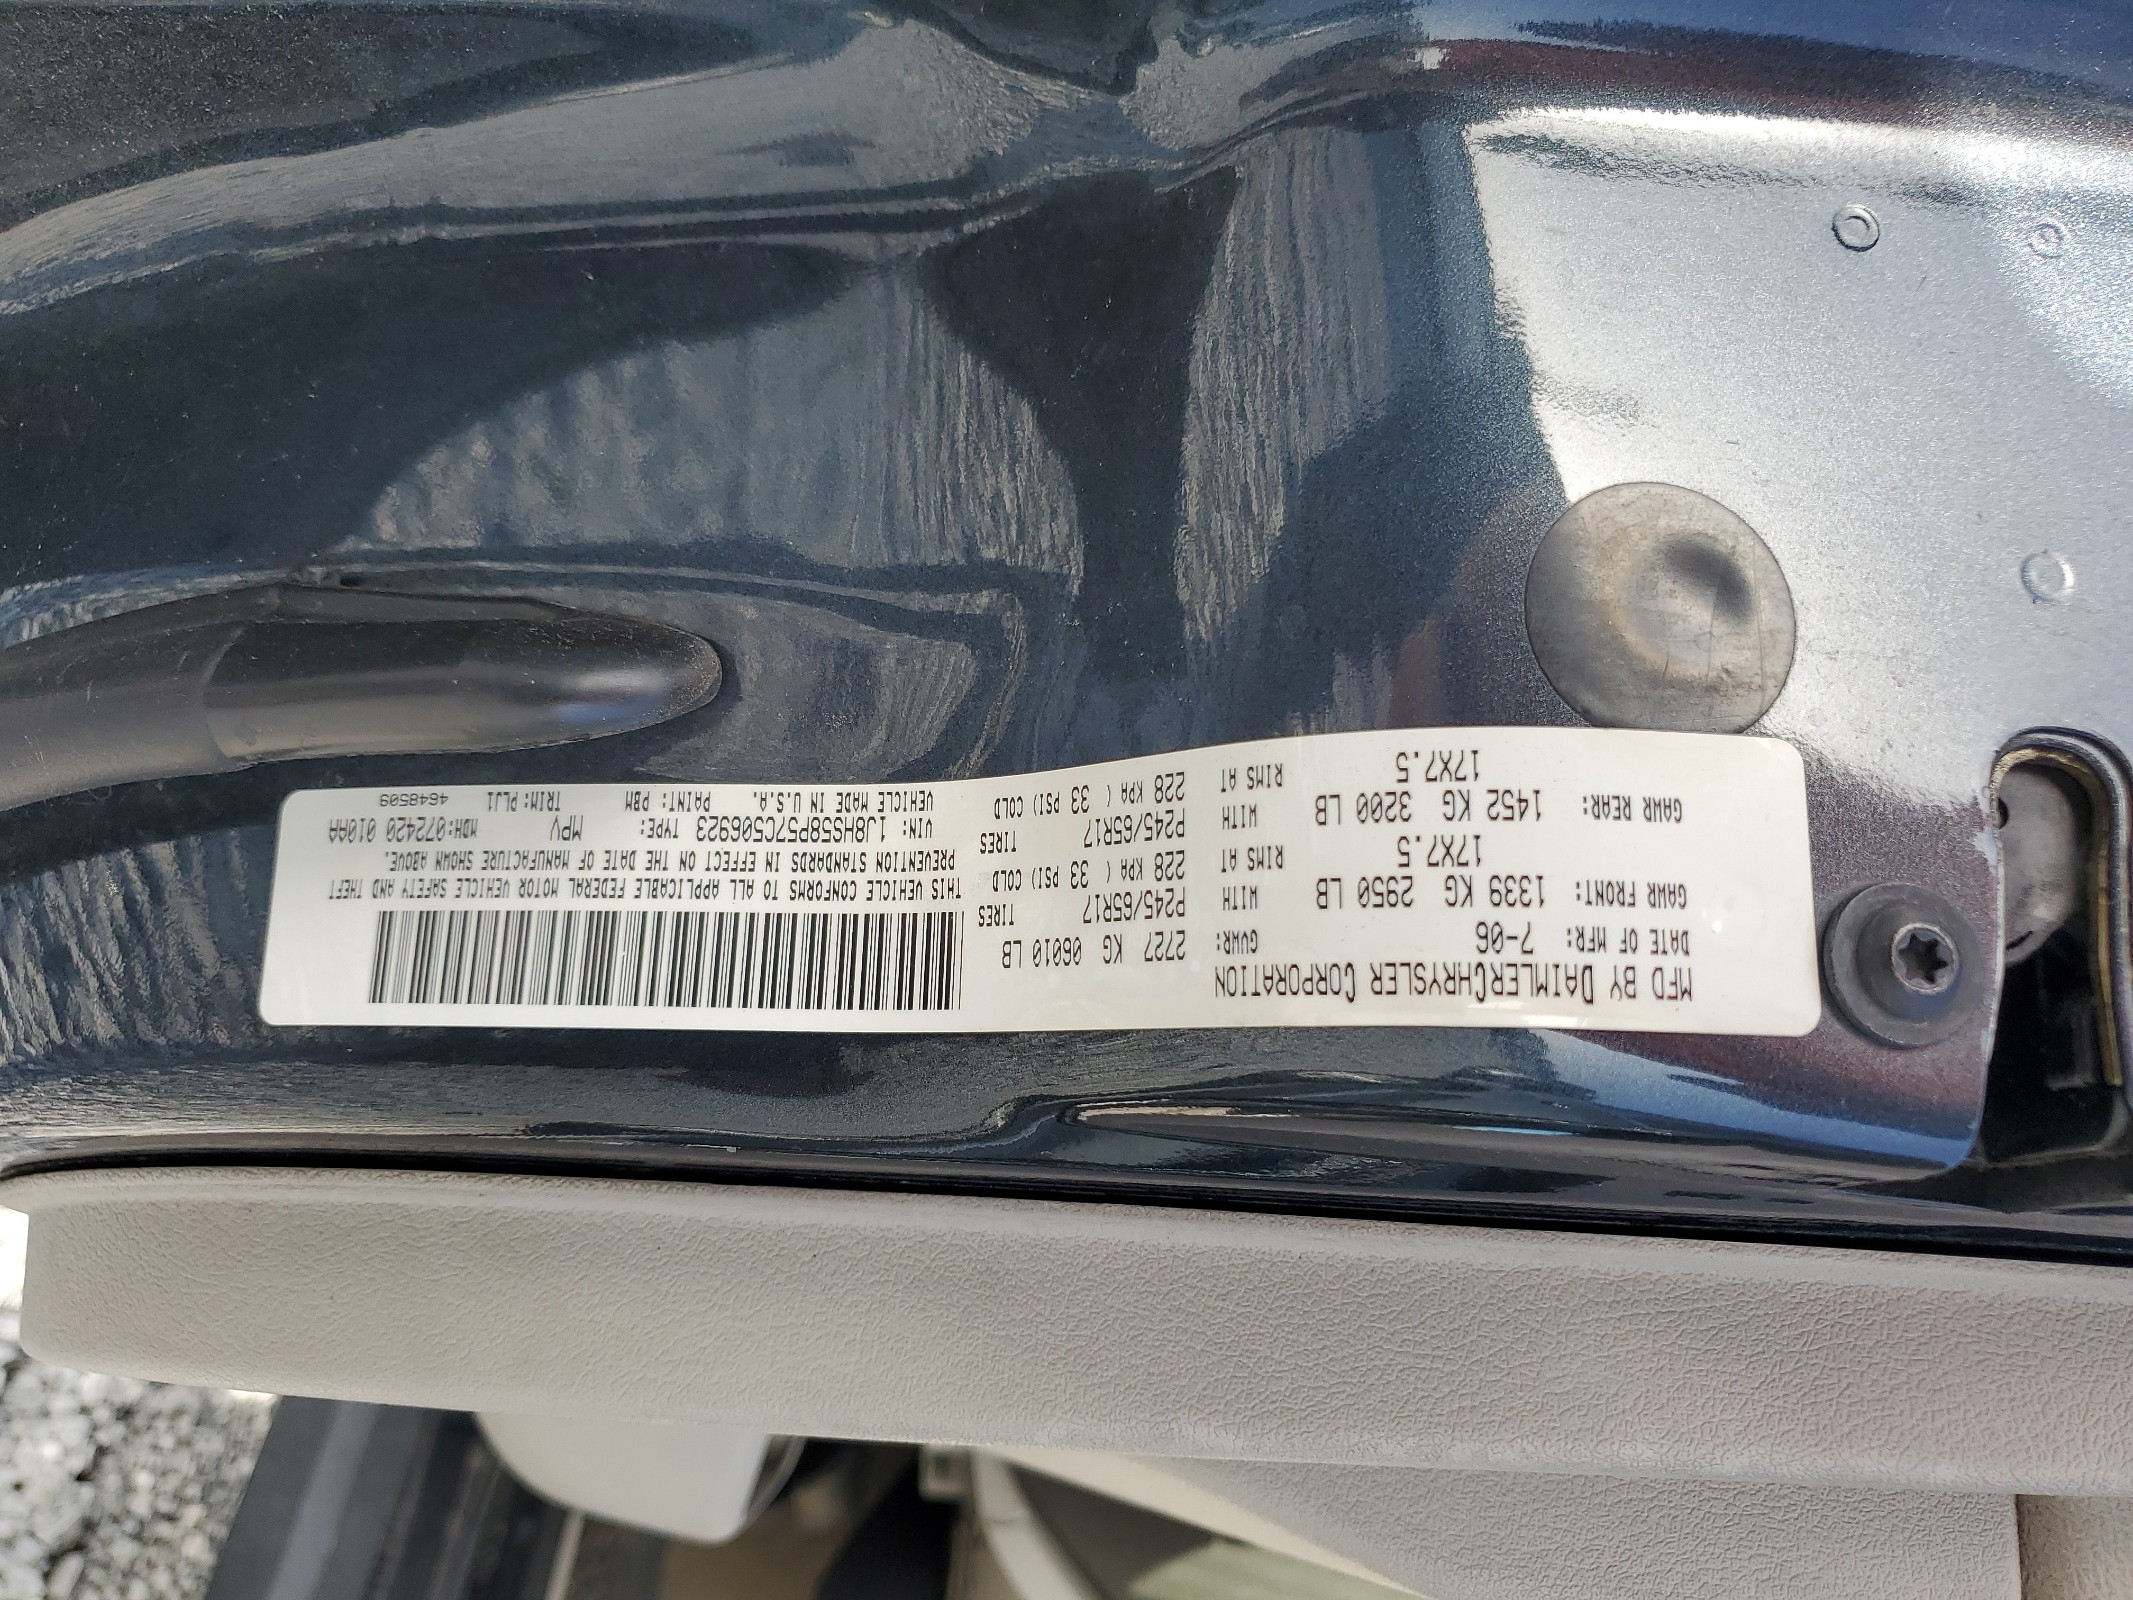 MFD BY DAIMLERCHRYSLER CORPORATION
DATE OF MFR: 7-06 GVWR: 2727 KG 06010 LB
GAWR FRONT: 1339 KG 2950 LB WITH TIRES P245/65R17
RIMS AT 17X7.5 228 KPA ( 33 PSI) COLD
GAWR REAR: 1452 KG 3200 LB WITH TIRES P245/65R17
RIMS AT 17X7.5 228 KPA ( 33 PSI) COLD
THIS VEHICLE CONFORMS TO ALL APPLICABLE FEDERAL MOTOR VEHICLE SAFETY AND THEFT
PREVENTION STANDARDS IN EFFECT ON THE DATE OF MANUFACTURE SHOWN ABOVE.
VIN: 1J8HS58P57C506923 TYPE: MPV MDH:072420 010AA
VEHICLE MADE IN U.S.A. PAINT: PBM TRIM:PLJ1 4648509